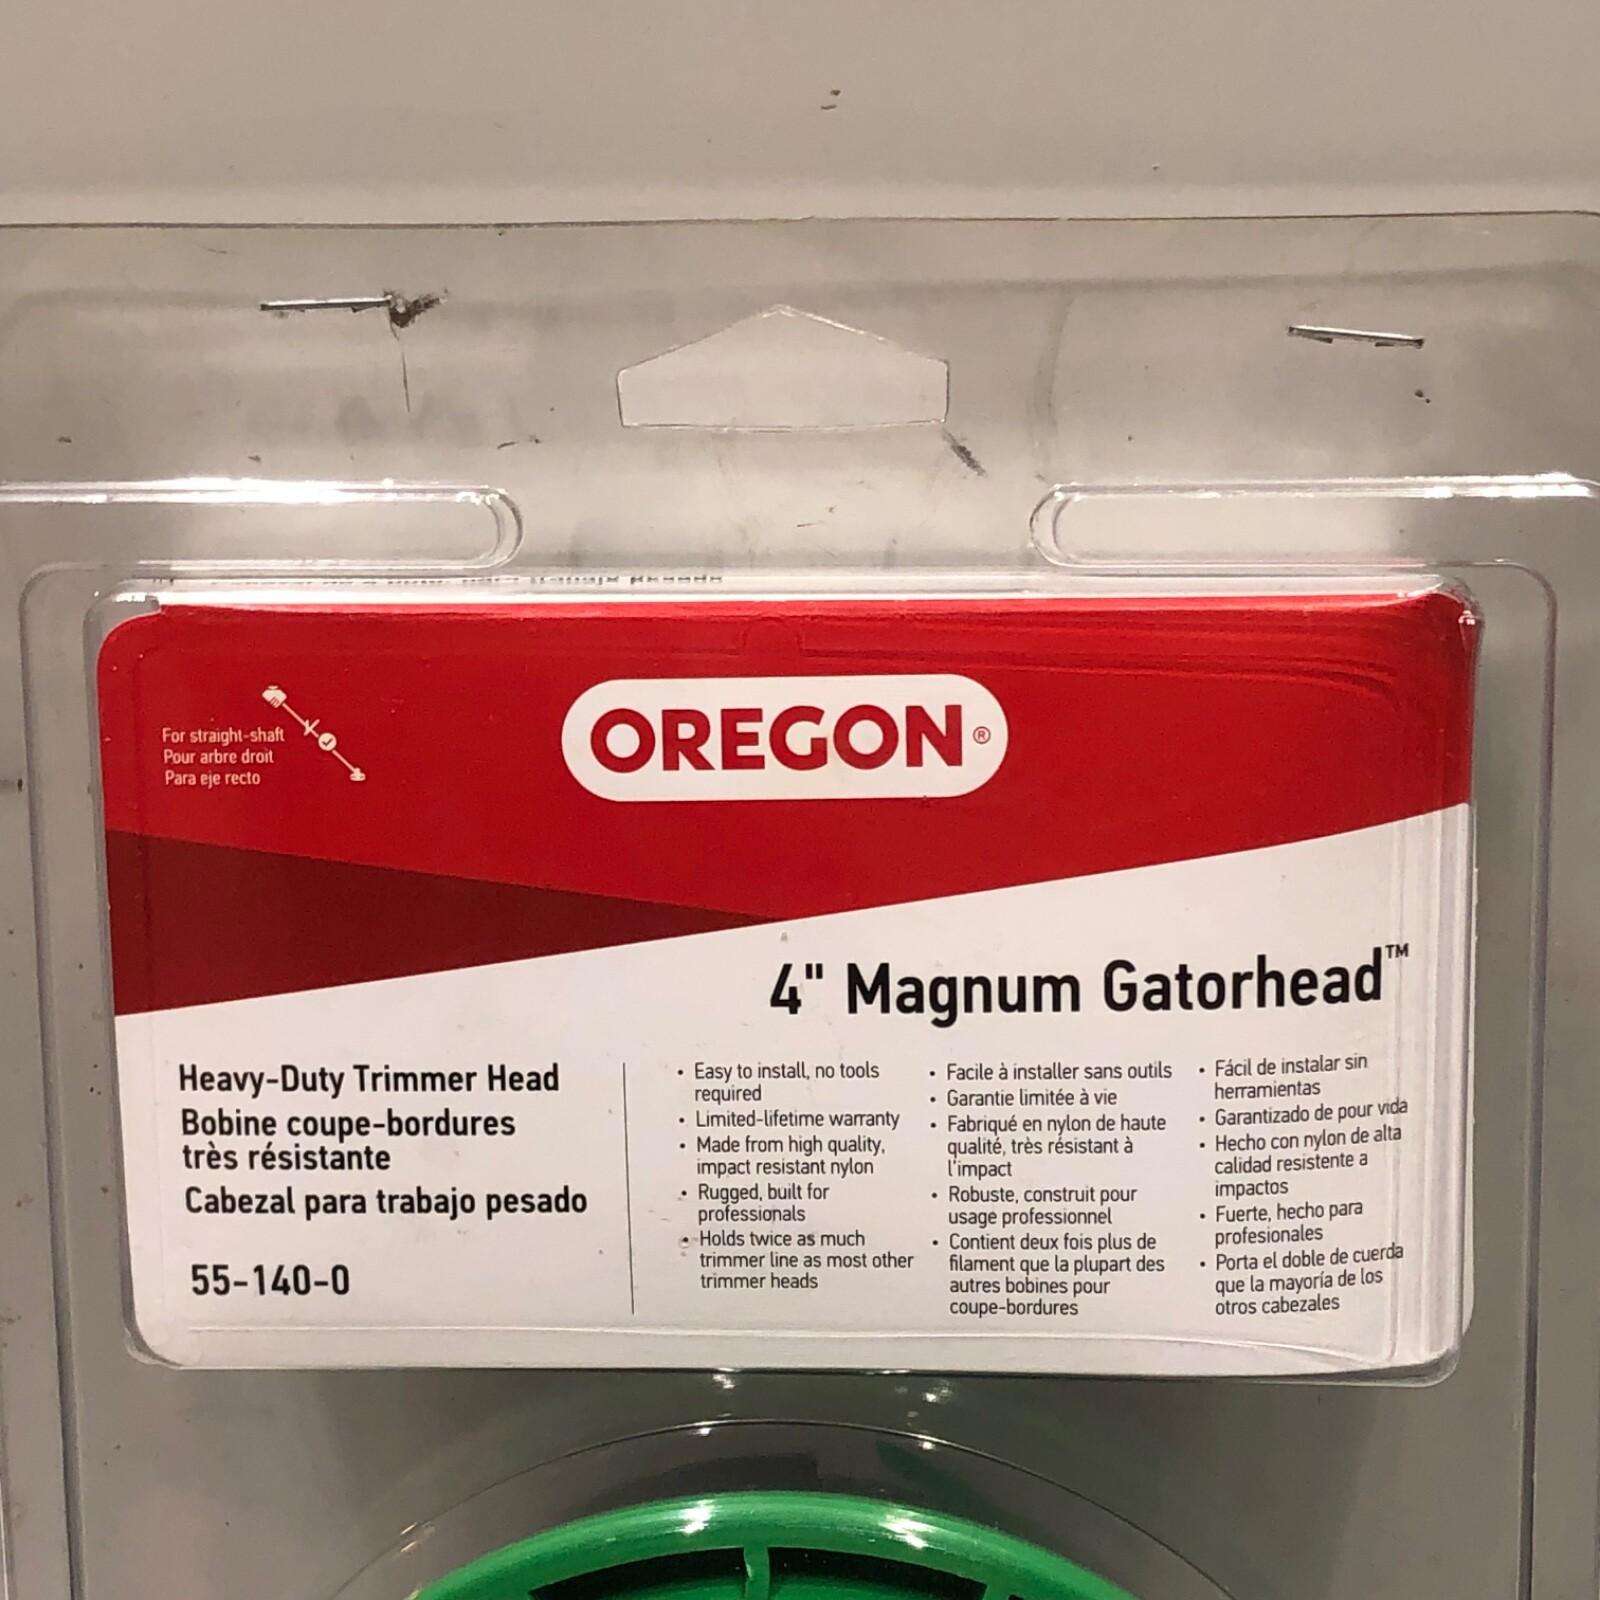 For straight-shaft
Pour arbre droit
Para eje recto
OREGON®
4" Magnum Gatorhead™
Heavy-Duty Trimmer Head
Bobine coupe-bordures
très résistante
Cabezal para trabajo pesado
55-140-0
• Easy to install, no tools
required
• Limited-lifetime warranty
• Made from high quality,
impact resistant nylon
• Rugged, built for
professionals
• Holds twice as much
trimmer line as most other
trimmer heads
• Facile à installer sans outils
• Garantie limitée à vie
• Fabriqué en nylon de haute
qualité, très résistant à
l'impact
• Robuste, construit pour
usage professionnel
• Contient deux fois plus de
filament que la plupart des
autres bobines pour
coupe-bordures
• Fácil de instalar sin
herramientas
• Garantizado de pour vida
• Hecho con nylon de alta
calidad resistente a
impactos
• Fuerte, hecho para
profesionales
• Porta el doble de cuerda
que la mayoría de los
otros cabezales